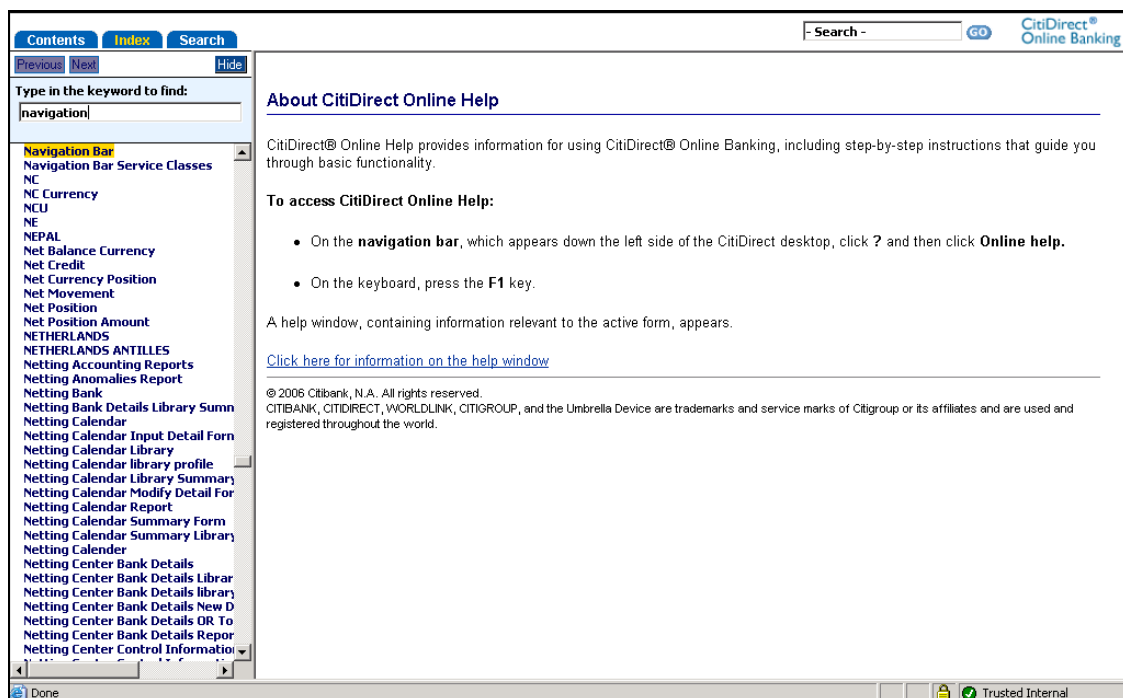 - Search -
GO
CitiDirect®
Online Banking
Contents Index Search
Previous Next Hide
Type in the keyword to find:
navigation
Navigation Bar
Navigation Bar Service Classes
NC
NC Currency
NCU
NE
NEPAL
Net Balance Currency
Net Credit
Net Currency Position
Net Movement
Net Position
Net Position Amount
NETHERLANDS
NETHERLANDS ANTILLES
Netting Accounting Reports
Netting Anomalies Report
Netting Bank
Netting Bank Details Library Summ
Netting Calendar
Netting Calendar Input Detail Forn
Netting Calendar Library
Netting Calendar library profile
Netting Calendar Library Summary
Netting Calendar Modify Detail For
Netting Calendar Report
Netting Calendar Summary Form
Netting Calendar Summary Library
Netting Calender
Netting Center Bank Details
Netting Center Bank Details Librar
Netting Center Bank Details library
Netting Center Bank Details New D
Netting Center Bank Details OR To
Netting Center Bank Details Repor
Netting Center Control Information
About CitiDirect Online Help
CitiDirect® Online Help provides information for using CitiDirect® Online Banking, including step-by-step instructions that guide you
through basic functionality.
To access CitiDirect Online Help:
• On the navigation bar, which appears down the left side of the CitiDirect desktop, click ? and then click Online help.
• On the keyboard, press the F1 key.
A help window, containing information relevant to the active form, appears.
Click here for information on the help window
© 2006 Citibank, N.A. All rights reserved.
CITIBANK, CITIDIRECT, WORLDLINK, CITIGROUP, and the Umbrella Device are trademarks and service marks of Citigroup or its affiliates and are used and
registered throughout the world.
Done
Trusted Internal